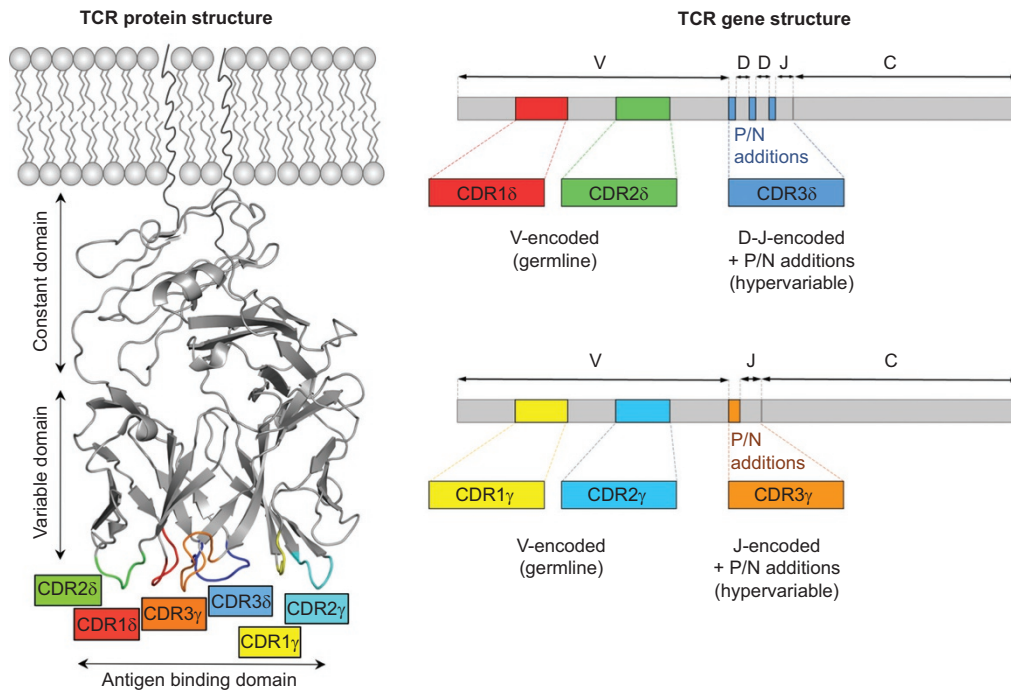 TCR protein structure
Constant domain
Variable domain
CDR2δ
CDR1δ
CDR3γ
CDR3δ
CDR1γ
CDR2γ
Antigen binding domain
TCR gene structure
V
D
D
J
C
P/N
additions
CDR1δ
CDR2δ
CDR3δ
V-encoded
(germline)
D-J-encoded
+ P/N additions
(hypervariable)
V
J
C
P/N
additions
CDR1γ
CDR2γ
CDR3γ
V-encoded
(germline)
J-encoded
+ P/N additions
(hypervariable)